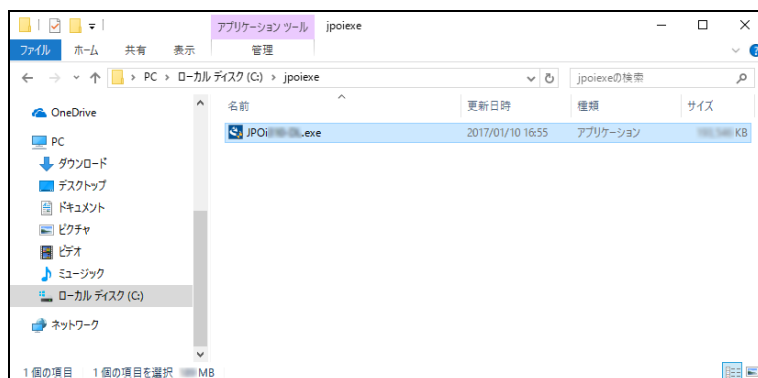 アプリケーション ツール jpoiexe
ファイル ホーム 共有 表示 管理
PC › ローカル ディスク (C:) › jpoiexe jpoiexeの検索
名前 更新日時 種類 サイズ
JPOi .exe 2017/01/10 16:55 アプリケーション KB
OneDrive
PC
ダウンロード
デスクトップ
ドキュメント
ピクチャ
ビデオ
ミュージック
ローカル ディスク (C:)
ネットワーク
1 個の項目 1 個の項目を選択 MB